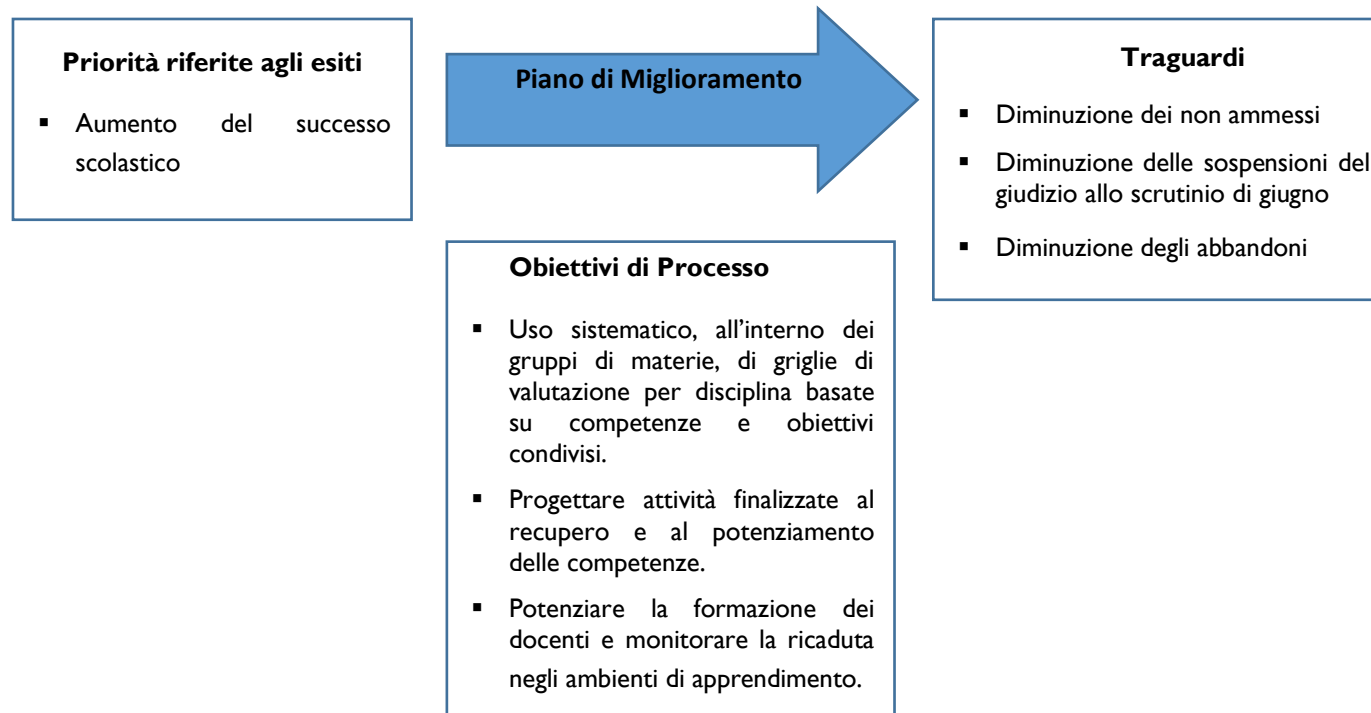 Priorità riferite agli esiti
▪ Aumento del successo
scolastico
Piano di Miglioramento
Traguardi
▪ Diminuzione dei non ammessi
▪ Diminuzione delle sospensioni del
giudizio allo scrutinio di giugno
▪ Diminuzione degli abbandoni
Obiettivi di Processo
▪ Uso sistematico, all’interno dei
gruppi di materie, di griglie di
valutazione per disciplina basate
su competenze e obiettivi
condivisi.
▪ Progettare attività finalizzate al
recupero e al potenziamento
delle competenze.
▪ Potenziare la formazione dei
docenti e monitorare la ricaduta
negli ambienti di apprendimento.